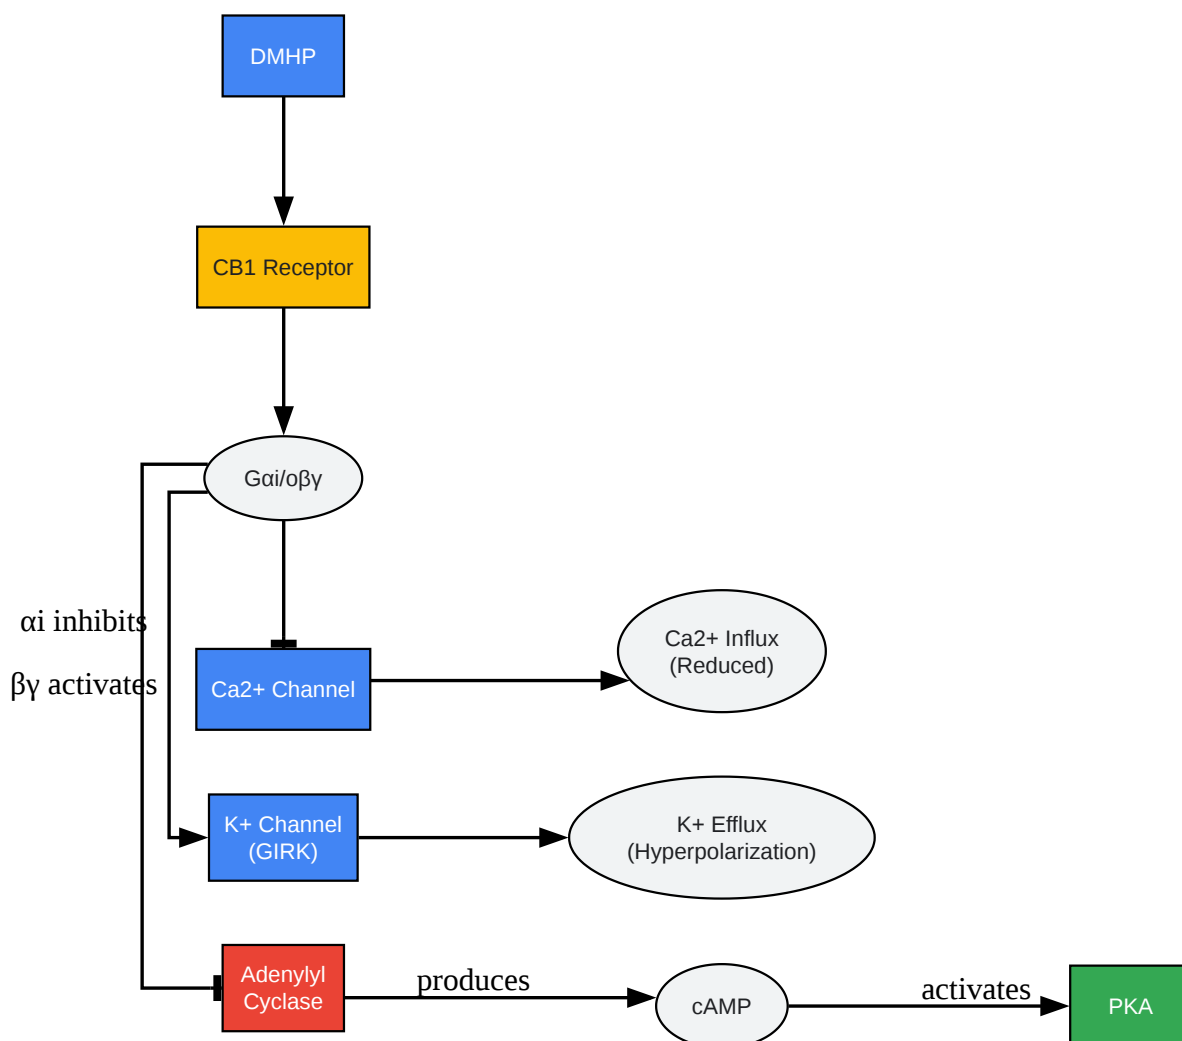 DMHP
CB1 Receptor
Gαi/oβγ
αi inhibits
βγ activates
Ca2+ Channel
Ca2+ Influx
(Reduced)
K+ Channel
(GIRK)
K+ Efflux
(Hyperpolarization)
Adenylyl
Cyclase
produces
cAMP
activates
PKA